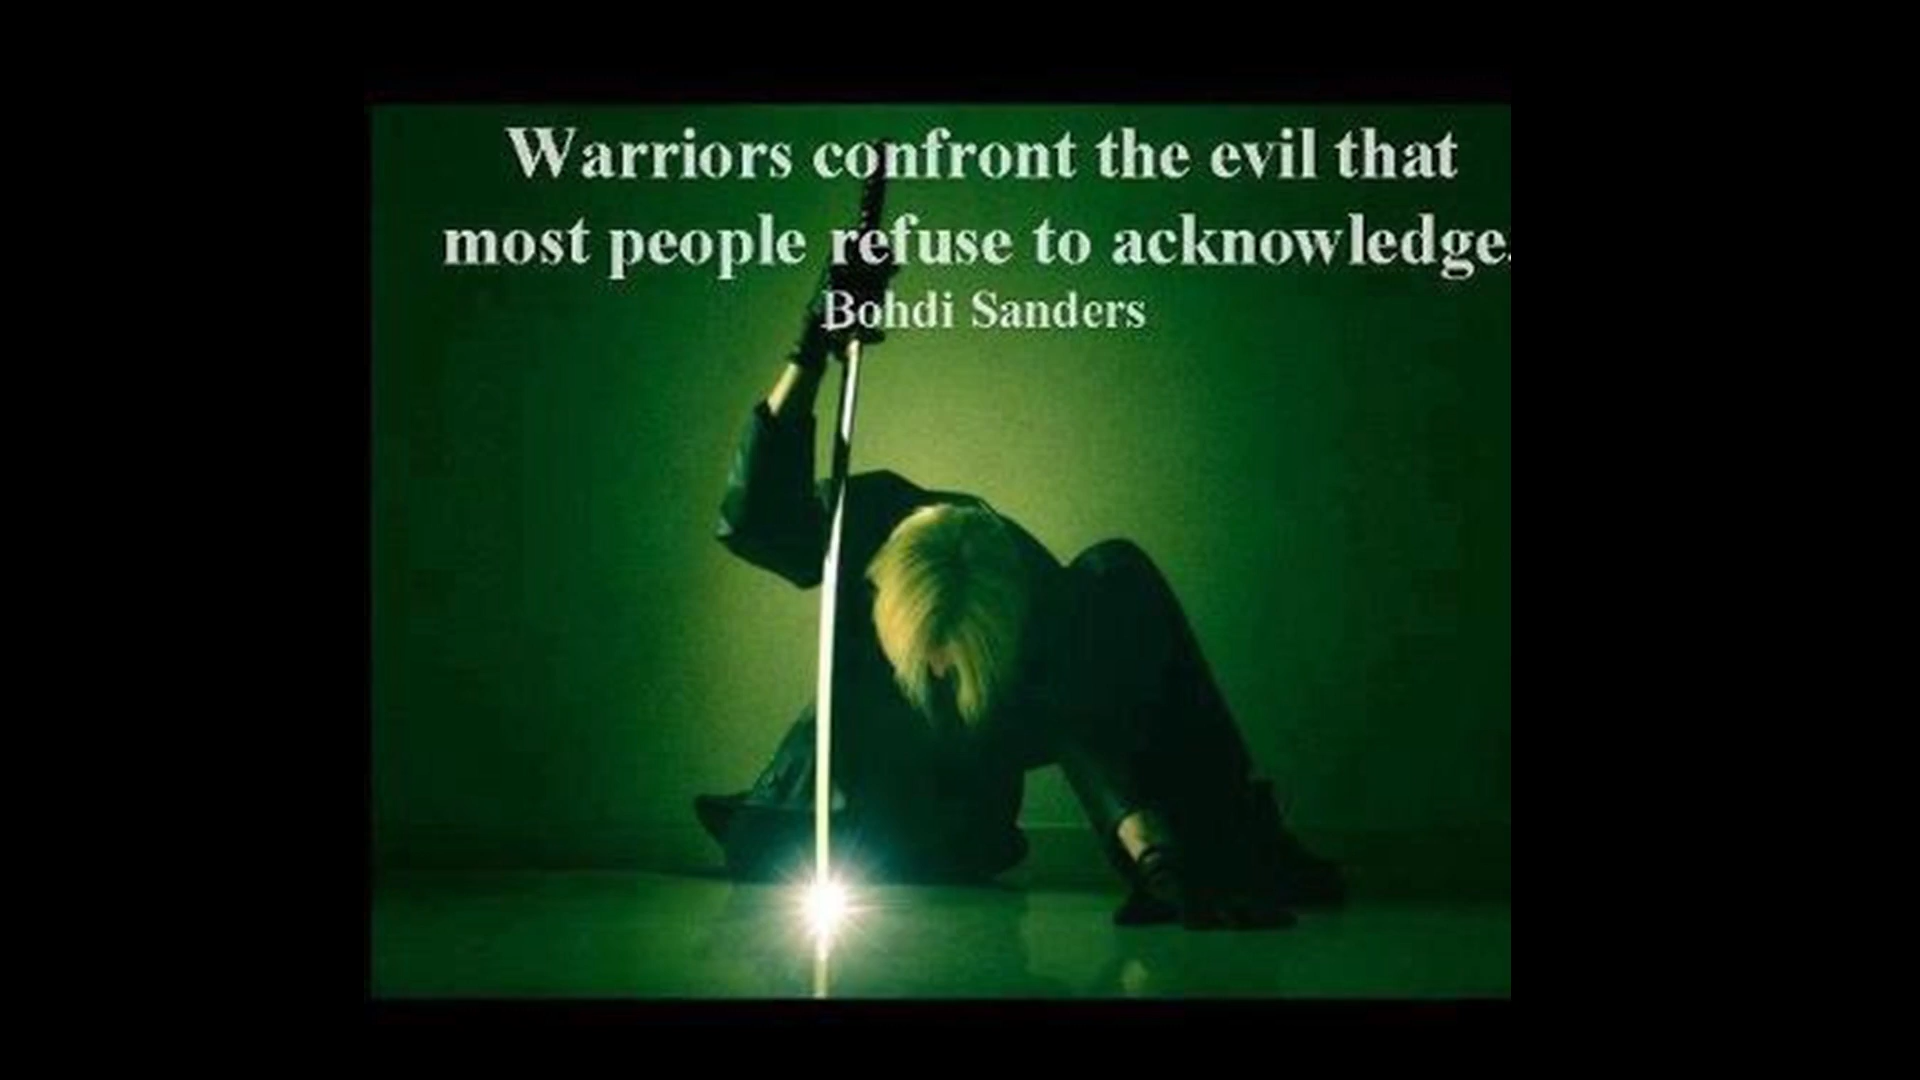 Warriors confront the evil that
most people refuse to acknowledge.
Bohdi Sanders